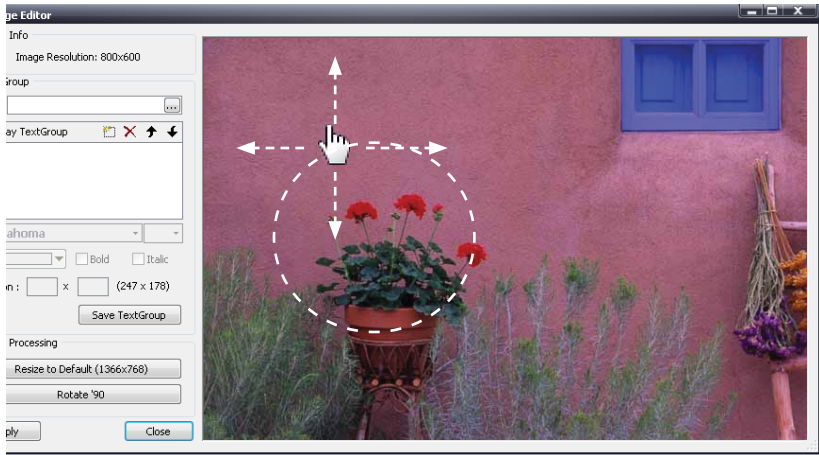 ge Editor
Info
Image Resolution: 800x600
Group
...
ay TextGroup
ahoma
Bold
Italic
on :
x
(247 x 178)
Save TextGroup
Processing
Resize to Default (1366x768)
Rotate '90
ply
Close